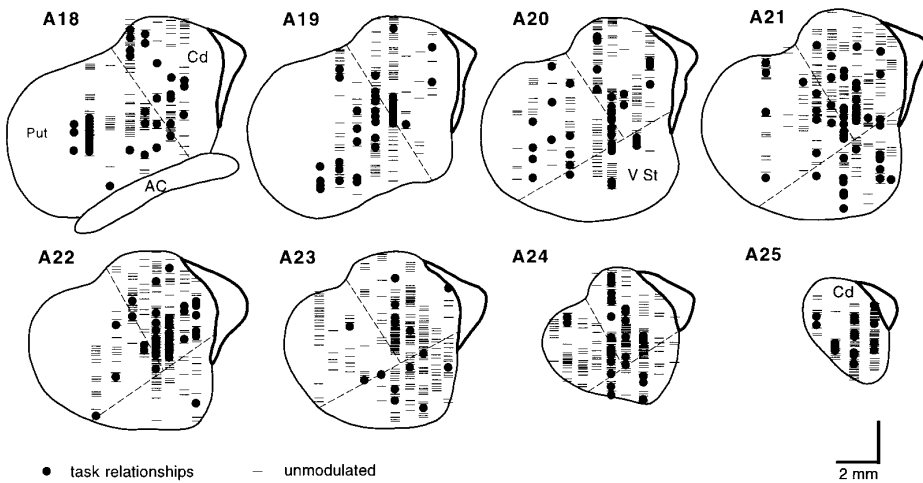 A18
A19
A20
A21
Cd
Put
AC
V St
A22
A23
A24
A25
Cd
● task relationships — unmodulated
2 mm